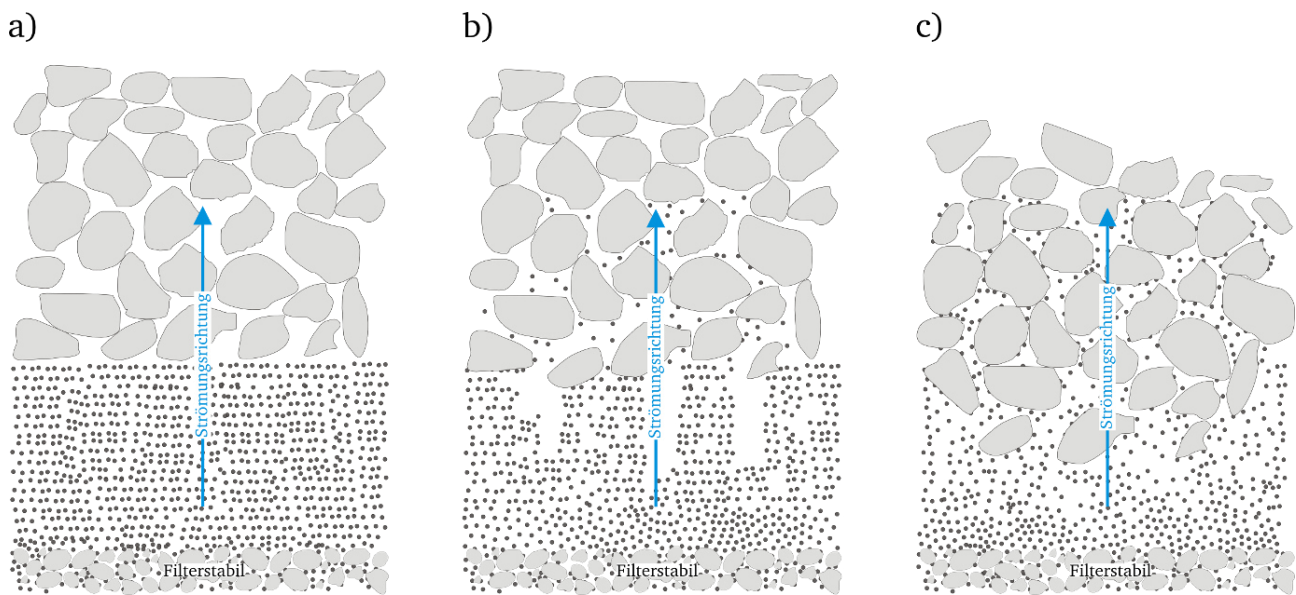 a)
b)
c)
Strömungsrichtung
Strömungsrichtung
Strömungsrichtung
Filterstabil
Filterstabil
Filterstabil